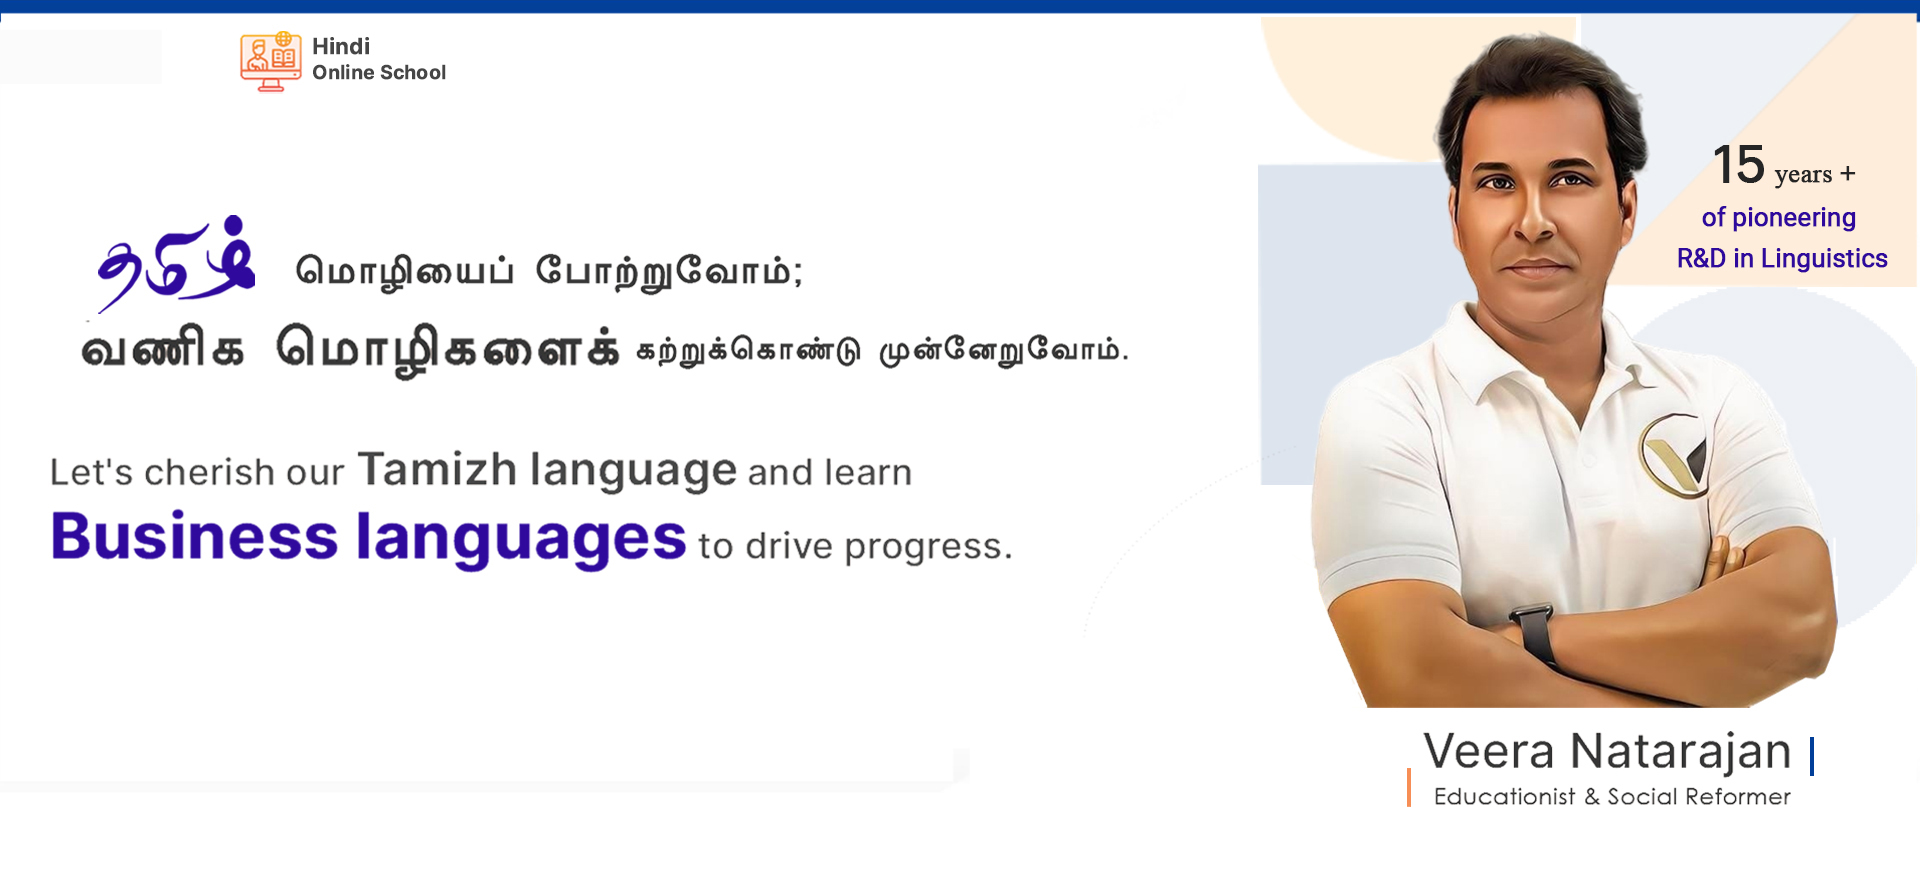 Hindi
Online School
தமிழ் மொழியைப் போற்றுவோம்;
வணிக மொழிகளைக் கற்றுக்கொண்டு முன்னேறுவோம்.
Let's cherish our Tamizh language and learn
Business languages to drive progress.
15 years +
of pioneering
R&D in Linguistics
Veera Natarajan
Educationist & Social Reformer